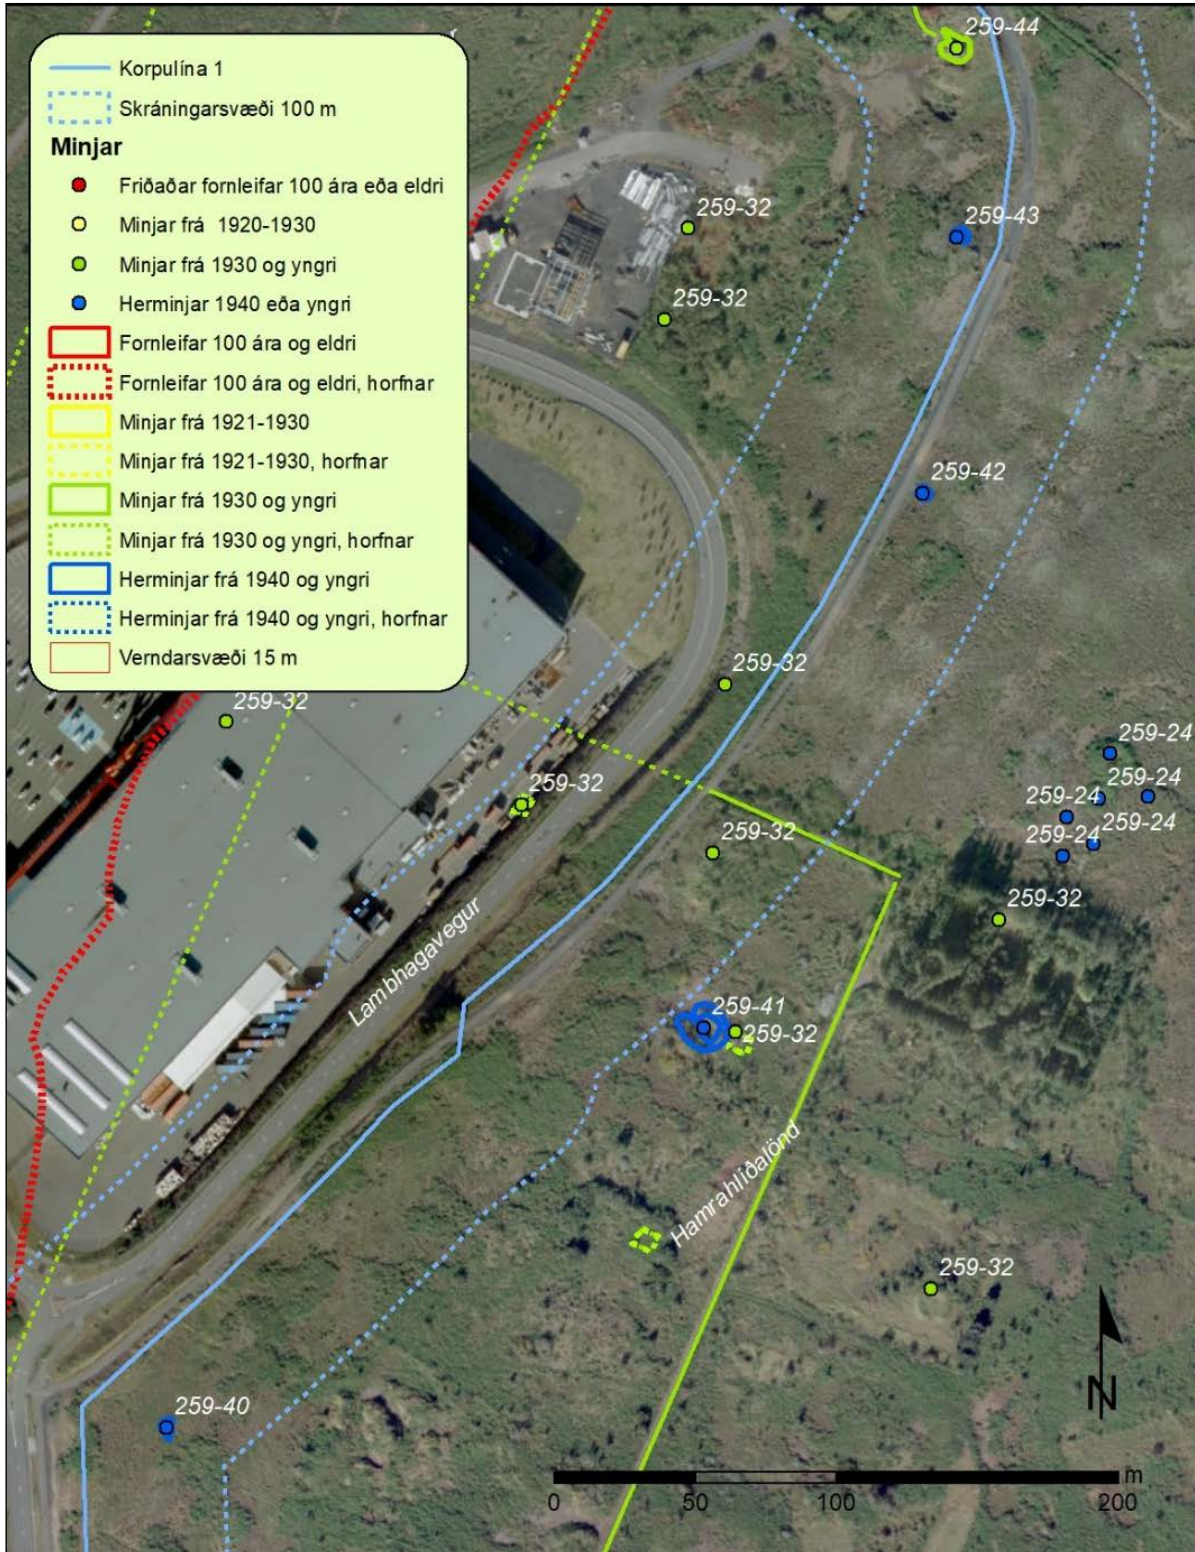 Korpulína 1
Skráningarsvæði 100 m
Minjar
Friðaðar fornleifar 100 ára eða eldri
Minjar frá 1920-1930
Minjar frá 1930 og yngri
Herminjar 1940 eða yngri
Fornleifar 100 ára og eldri
Fornleifar 100 ára og eldri, horfnar
Minjar frá 1921-1930
Minjar frá 1921-1930, horfnar
Minjar frá 1930 og yngri
Minjar frá 1930 og yngri, horfnar
Herminjar frá 1940 og yngri
Herminjar frá 1940 og yngri, horfnar
Verndarsvæði 15 m
259-44
259-32
259-43
259-32
259-42
259-32
259-32
259-24
259-32
259-24
259-24
259-24
259-32
259-24
259-32
Lambhagavegur
259-41
259-32
Hamrahlíðalönd
259-32
259-40
N
m
0
50
100
200